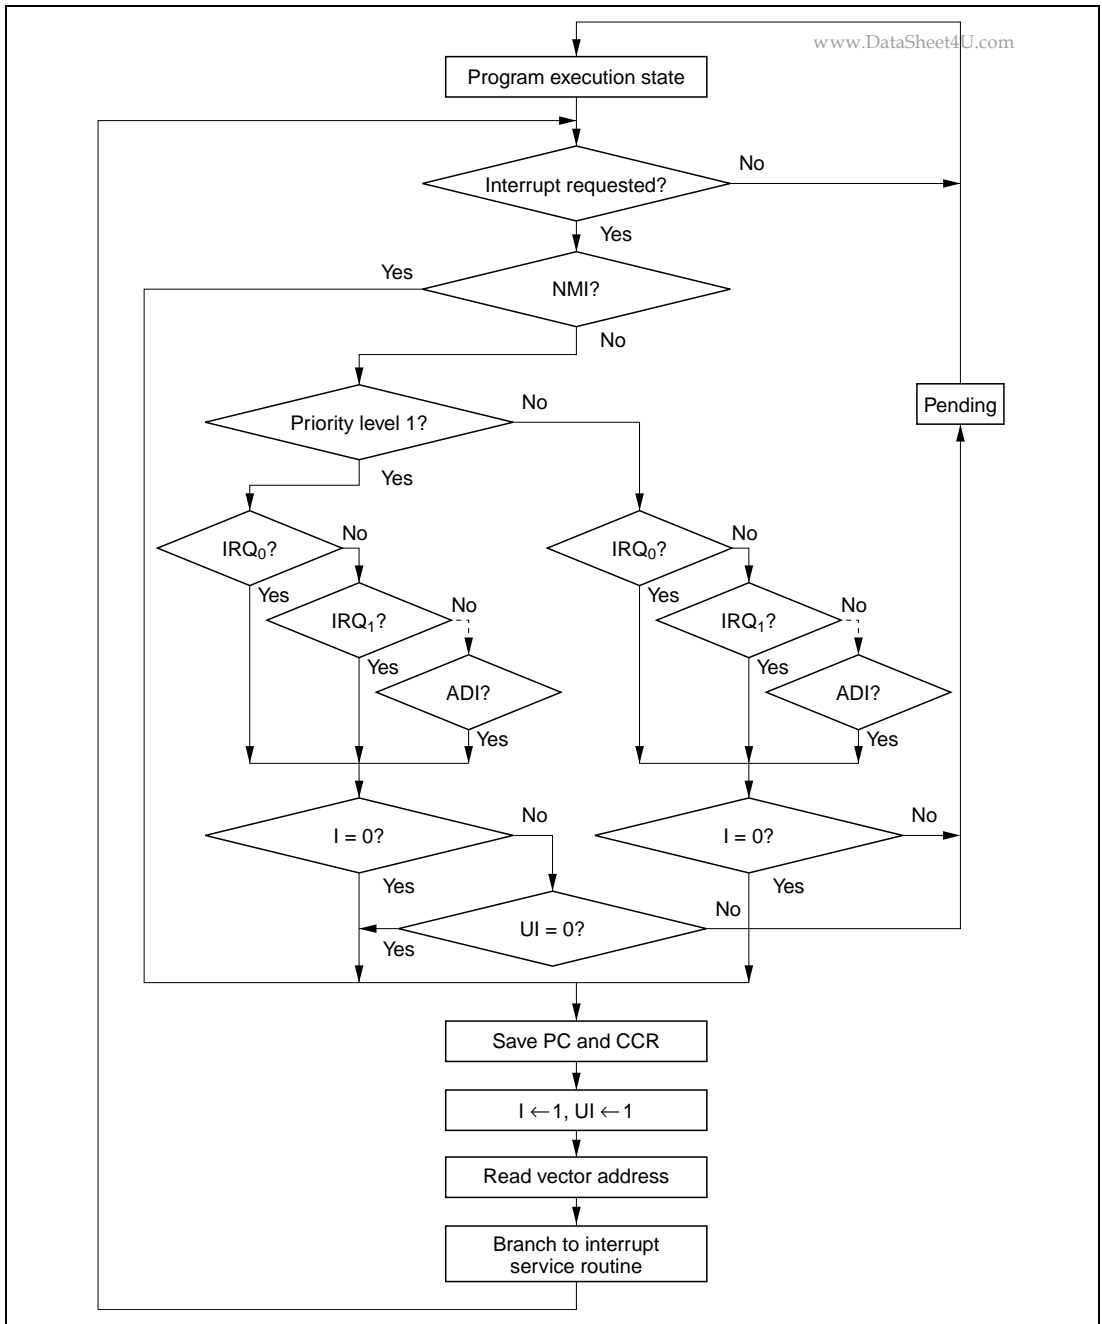 www.DataSheet4U.com
Program execution state
No
Interrupt requested?
Yes
Yes
NMI?
No
Pending
No
Priority level 1?
Yes
IRQ₀?
No
IRQ₀?
No
Yes
IRQ₁?
No
Yes
IRQ₁?
No
Yes
ADI?
Yes
ADI?
Yes
Yes
I = 0?
No
I = 0?
No
Yes
Yes
UI = 0?
No
Yes
Save PC and CCR
I ←1, UI ←1
Read vector address
Branch to interrupt
service routine